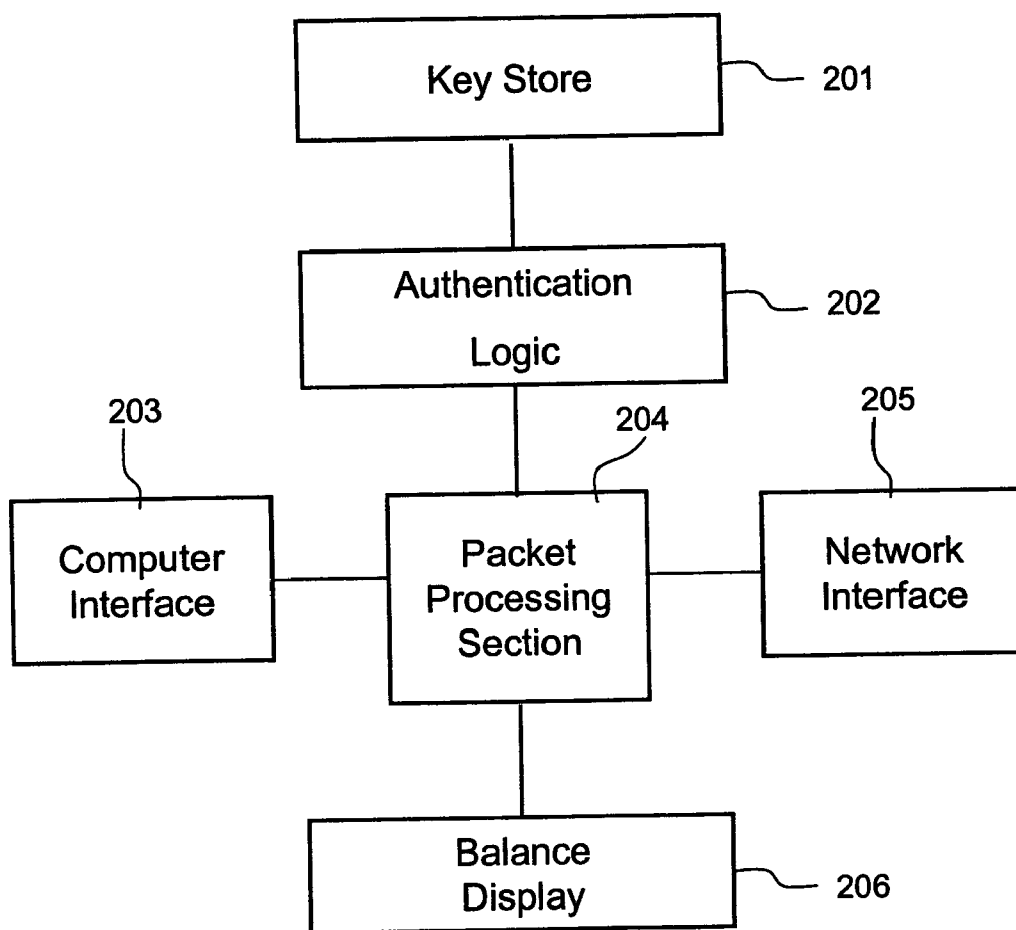 Key Store
201
Authentication
Logic
202
203
204
205
Computer
Interface
Packet
Processing
Section
Network
Interface
Balance
Display
206